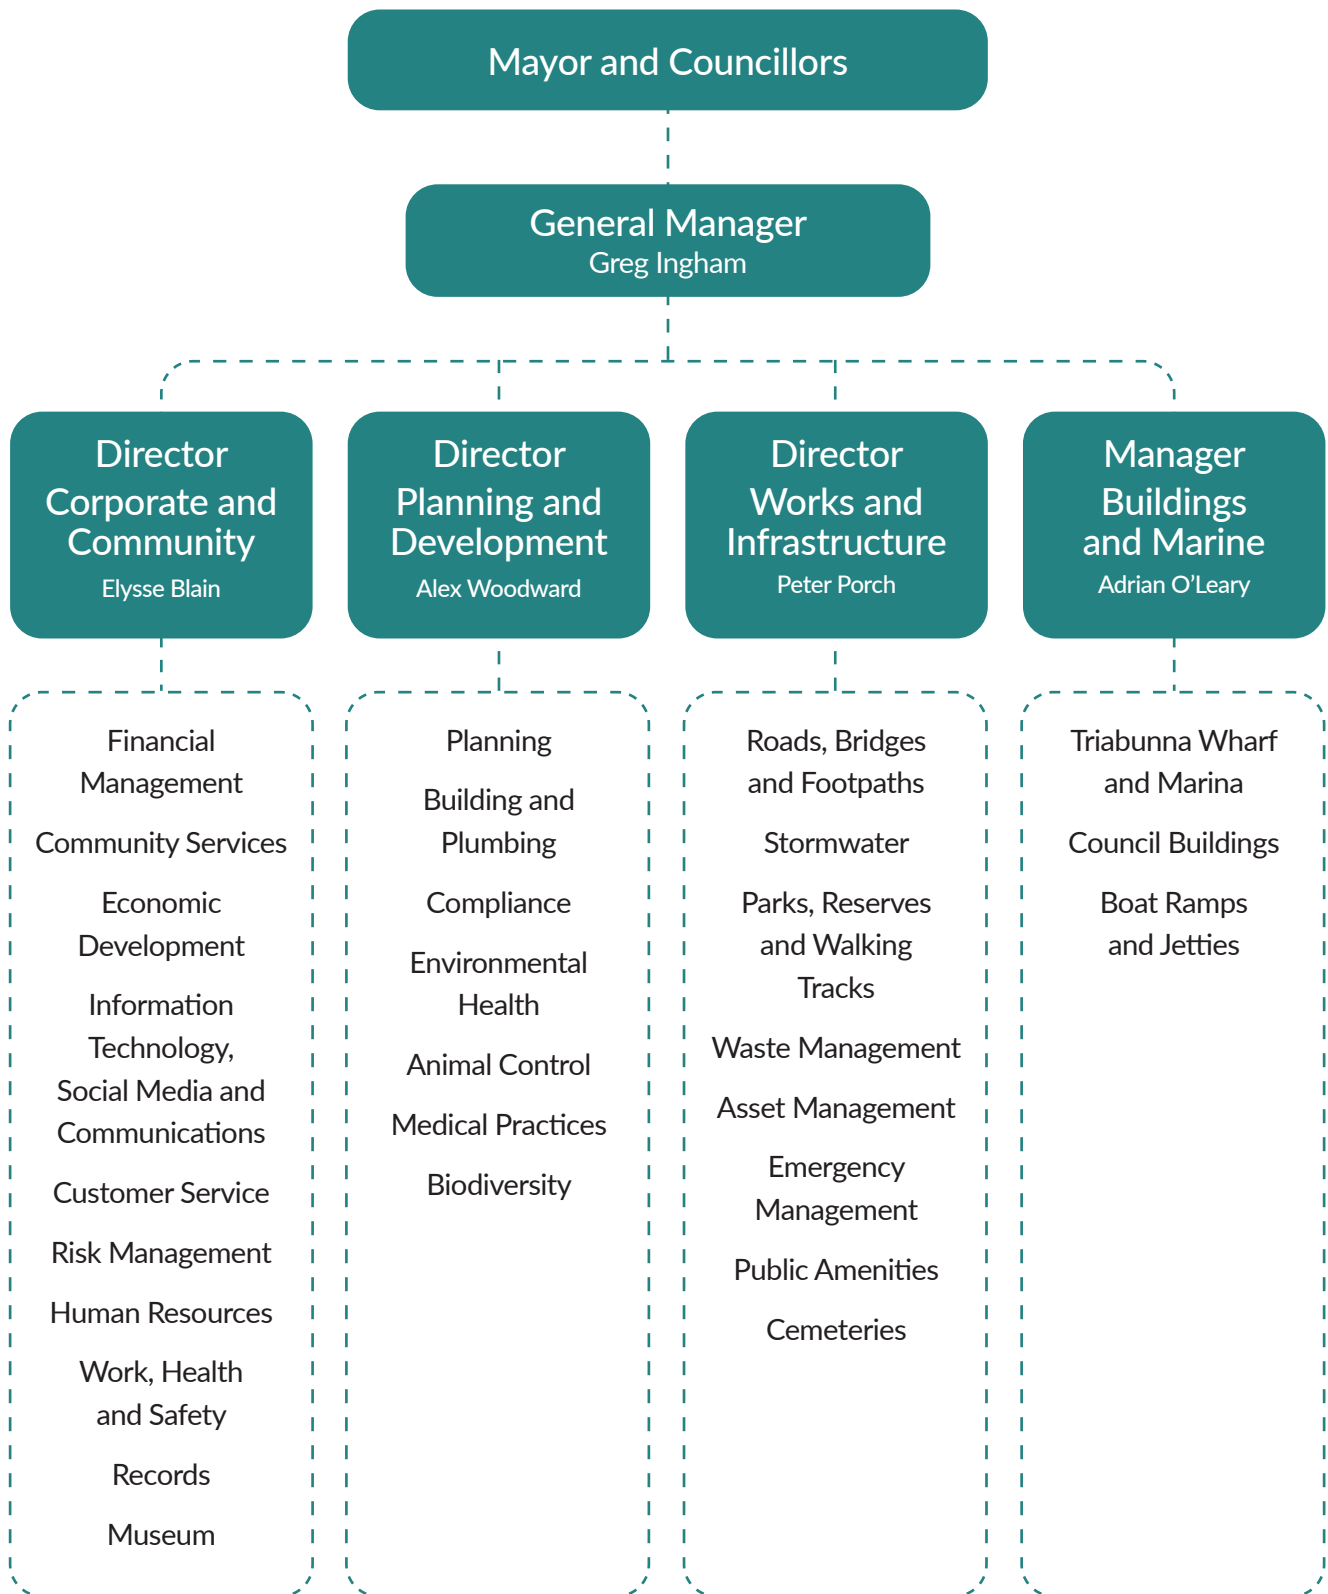 Mayor and Councillors
General Manager
Greg Ingham
Director
Corporate and
Community
Elysse Blain
Director
Planning and
Development
Alex Woodward
Director
Works and
Infrastructure
Peter Porch
Manager
Buildings
and Marine
Adrian O’Leary
Financial
Management
Community Services
Economic
Development
Information
Technology,
Social Media and
Communications
Customer Service
Risk Management
Human Resources
Work, Health
and Safety
Records
Museum
Planning
Building and
Plumbing
Compliance
Environmental
Health
Animal Control
Medical Practices
Biodiversity
Roads, Bridges
and Footpaths
Stormwater
Parks, Reserves
and Walking
Tracks
Waste Management
Asset Management
Emergency
Management
Public Amenities
Cemeteries
Triabunna Wharf
and Marina
Council Buildings
Boat Ramps
and Jetties